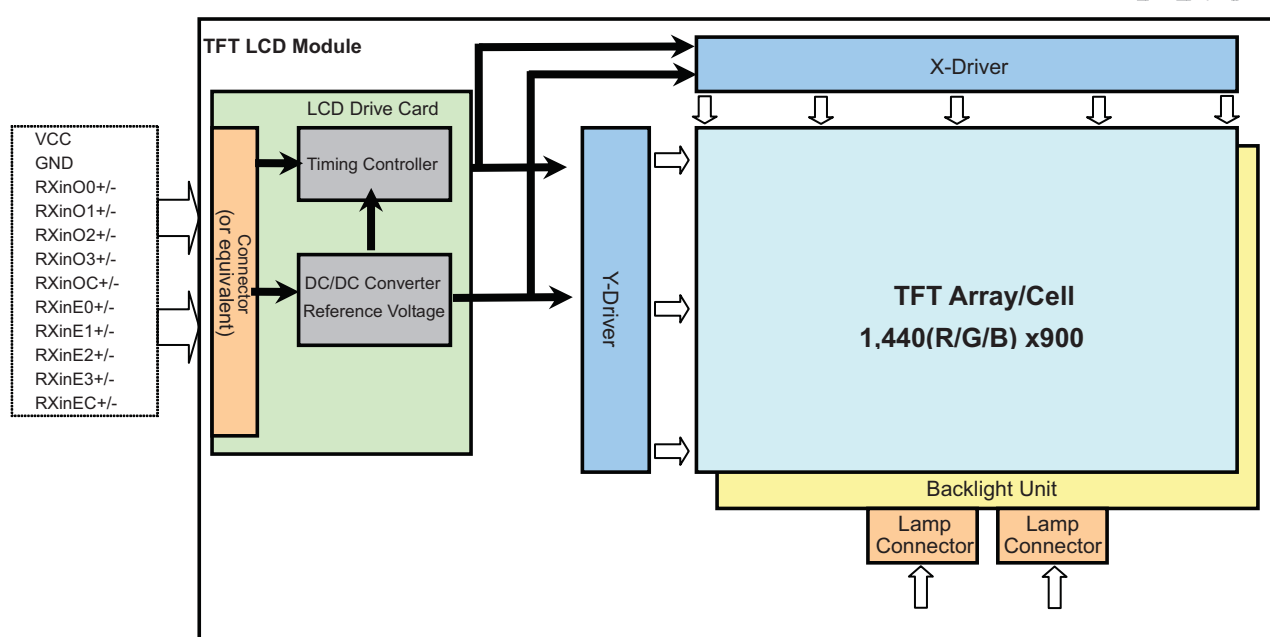 TFT LCD Module
X-Driver
LCD Drive Card
VCC
GND
RXinO0+/-
RXinO1+/-
RXinO2+/-
RXinO3+/-
RXinOC+/-
RXinE0+/-
RXinE1+/-
RXinE2+/-
RXinE3+/-
RXinEC+/-
Connector
(or equivalent)
Timing Controller
DC/DC Converter
Reference Voltage
Y-Driver
TFT Array/Cell
1,440(R/G/B) x900
Backlight Unit
Lamp
Connector
Lamp
Connector